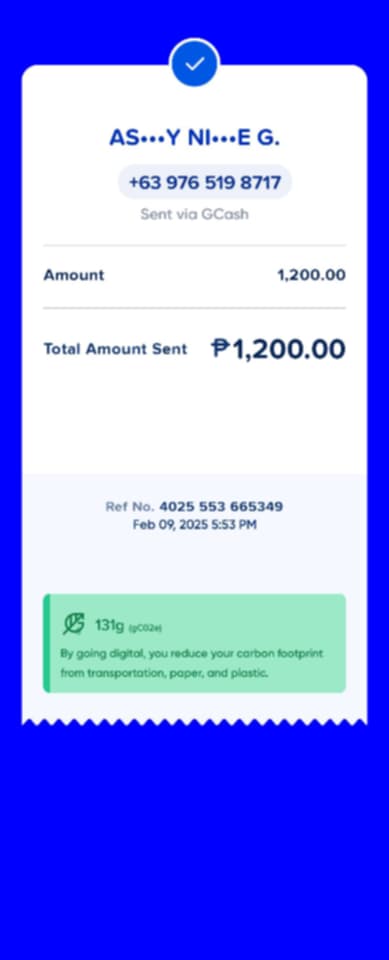 AS•••Y NI•••E G.
+63 976 519 8717
Sent via GCash
Amount 1,200.00
Total Amount Sent ₱1,200.00
Ref No. 4025 553 665349
Feb 09, 2025 5:53 PM
131g (gCO2e)
By going digital, you reduce your carbon footprint
from transportation, paper, and plastic.